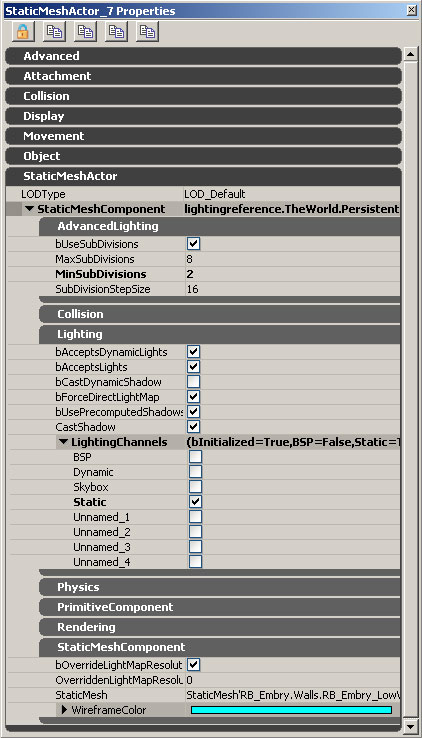 StaticMeshActor_7 Properties
Advanced
Attachment
Collision
Display
Movement
Object
StaticMeshActor
LODType LOD_Default
StaticMeshComponent lightingreference.TheWorld.Persistent
AdvancedLighting
bUseSubDivisions
MaxSubDivisions 8
MinSubDivisions 2
SubDivisionStepSize 16
Collision
Lighting
bAcceptsDynamicLights
bAcceptsLights
bCastDynamicShadow
bForceDirectLightMap
bUsePrecomputedShadows
CastShadow
LightingChannels (bInitialized=True,BSP=False,Static=T
BSP
Dynamic
Skybox
Static
Unnamed_1
Unnamed_2
Unnamed_3
Unnamed_4
Physics
PrimitiveComponent
Rendering
StaticMeshComponent
bOverrideLightMapResolut
OverriddenLightMapResolu 0
StaticMesh StaticMesh'RB_Embry.Walls.RB_Embry_LowW
WireframeColor